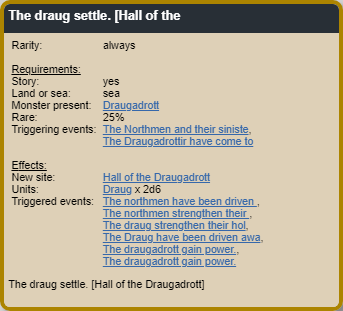 The draug settle. [Hall of the
Rarity: always
Requirements:
Story: yes
Land or sea: sea
Monster present: Draugadrott
Rare: 25%
Triggering events: The Northmen and their siniste,
The Draugadrottir have come to
Effects:
New site: Hall of the Draugadrott
Units: Draug x 2d6
Triggered events: The northmen have been driven ,
The northmen strengthen their ,
The draug strengthen their hol,
The Draug have been driven awa,
The draugadrott gain power.,
The draugadrott gain power.
The draug settle. [Hall of the Draugadrott]